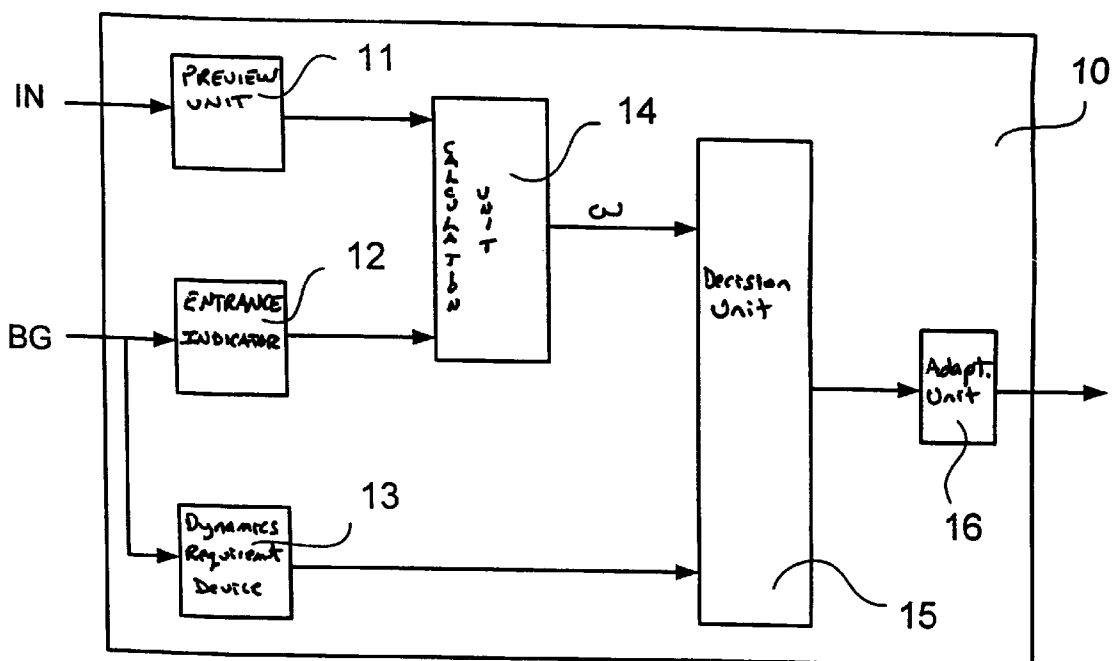 IN
PREVIEW
UNIT
11
10
14
CALCULATION
UNIT
ω
12
ENTRANCE
INDICATOR
BG
Decision
Unit
Adapt.
Unit
16
13
Dynamics
Requirement
Device
15